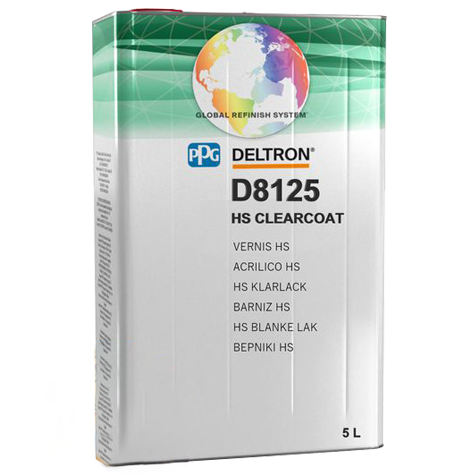 GLOBAL REFINISH SYSTEM™
PPG DELTRON®
D8125
HS CLEARCOAT
VERNIS HS
ACRILICO HS
HS KLARLACK
BARNIZ HS
HS BLANKE LAK
BEPNIKI HS
5 L